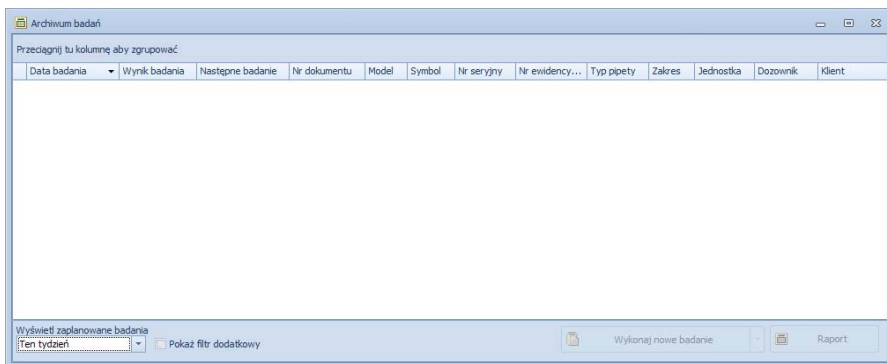 Archiwum badań
Przeciągnij tu kolumnę aby zgrupować
Data badania Wynik badania Następne badanie Nr dokumentu Model Symbol Nr seryjny Nr ewidency... Typ pipety Zakres Jednostka Dozownik Klient
Wyświetl zaplanowane badania
Ten tydzień Pokaż filtr dodatkowy Wykonaj nowe badanie Raport